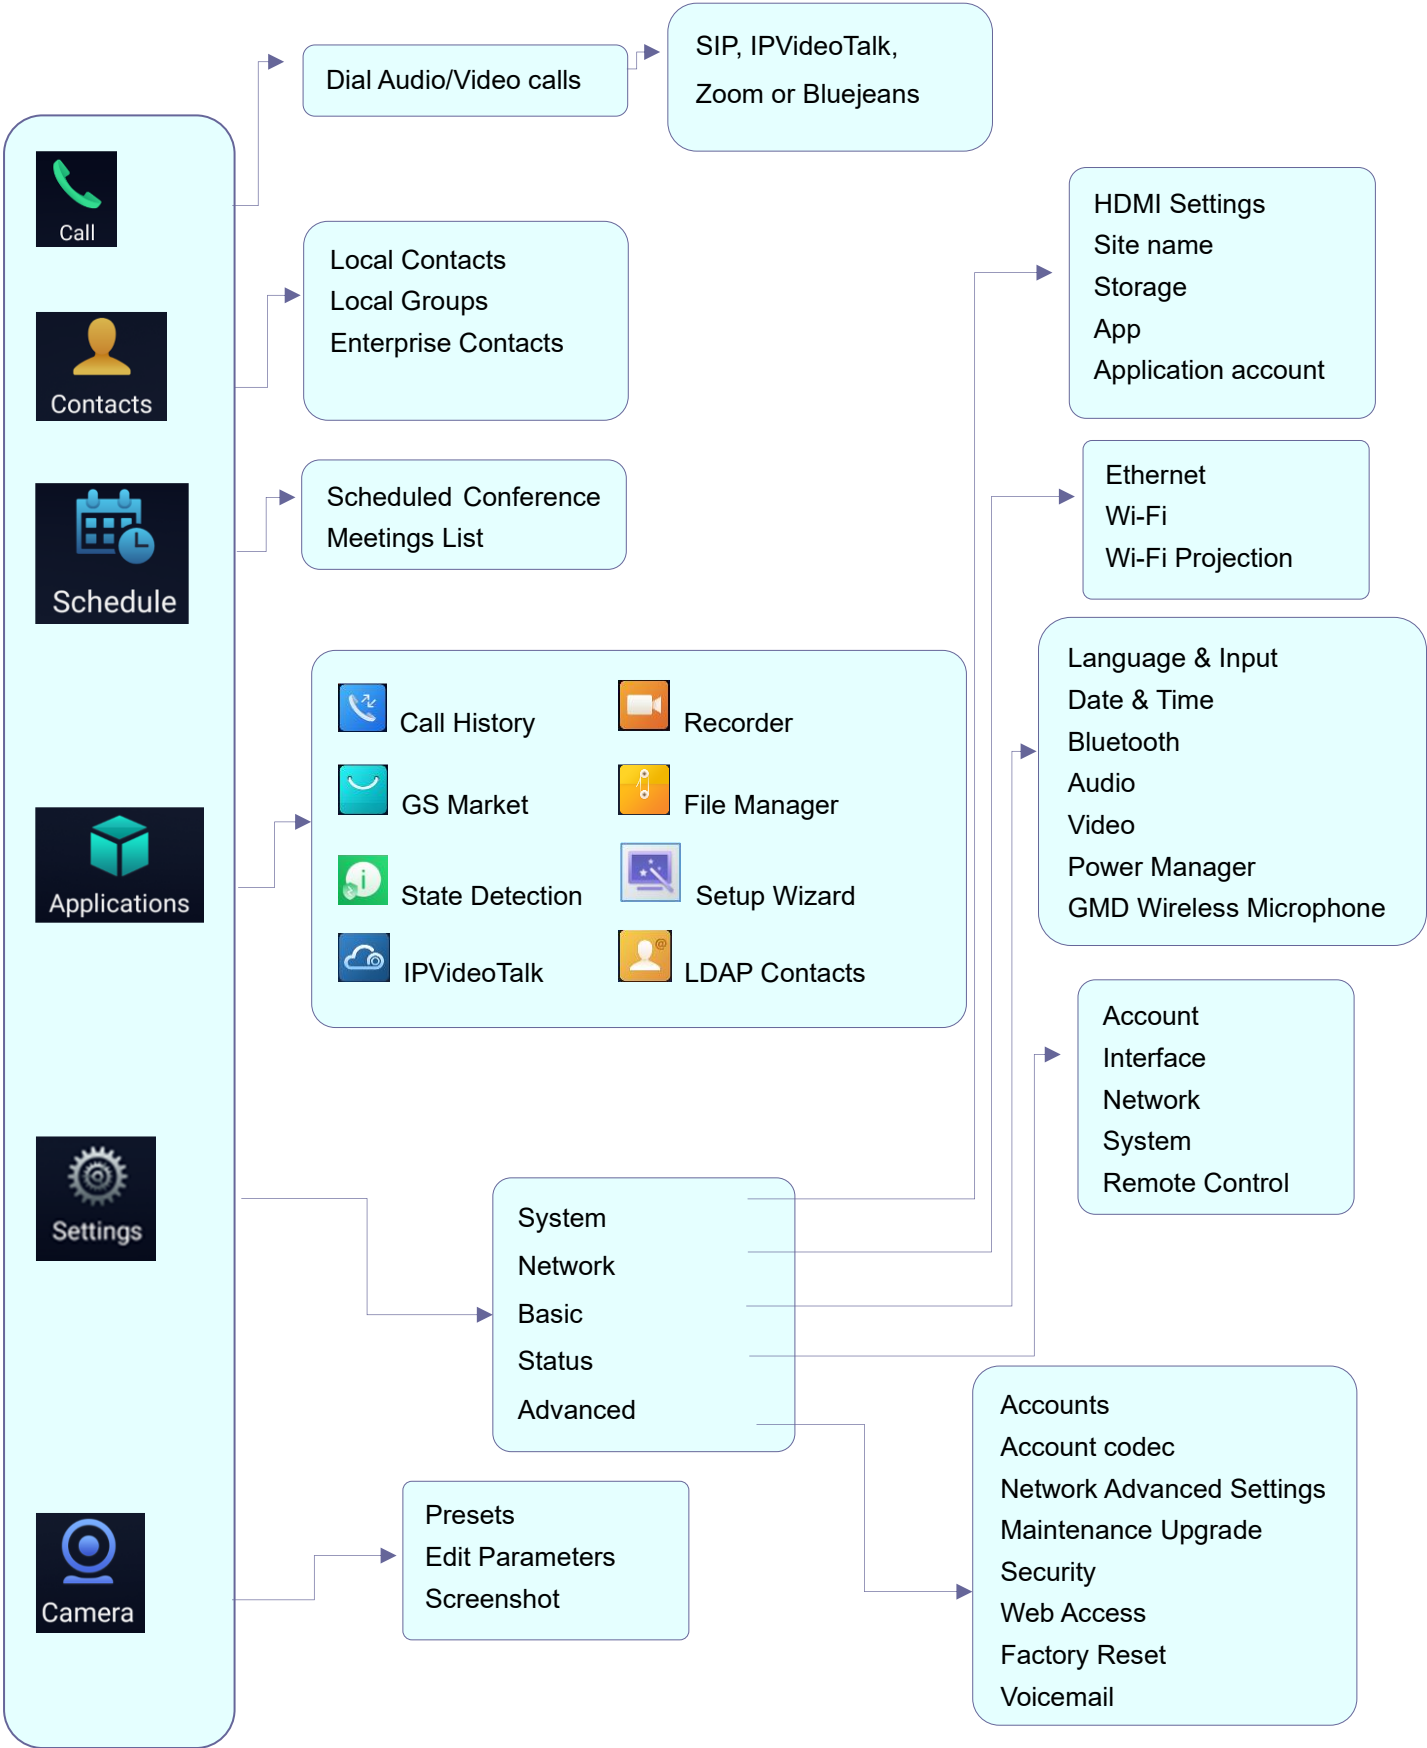 Dial Audio/Video calls
SIP, IPVideoTalk,
Zoom or Bluejeans
Call
Local Contacts
Local Groups
Enterprise Contacts
Contacts
Scheduled Conference
Meetings List
Schedule
Call History
Recorder
GS Market
File Manager
State Detection
Setup Wizard
IPVideoTalk
LDAP Contacts
Applications
Settings
System
Network
Basic
Status
Advanced
HDMI Settings
Site name
Storage
App
Application account
Ethernet
Wi-Fi
Wi-Fi Projection
Language & Input
Date & Time
Bluetooth
Audio
Video
Power Manager
GMD Wireless Microphone
Account
Interface
Network
System
Remote Control
Accounts
Account codec
Network Advanced Settings
Maintenance Upgrade
Security
Web Access
Factory Reset
Voicemail
Camera
Presets
Edit Parameters
Screenshot